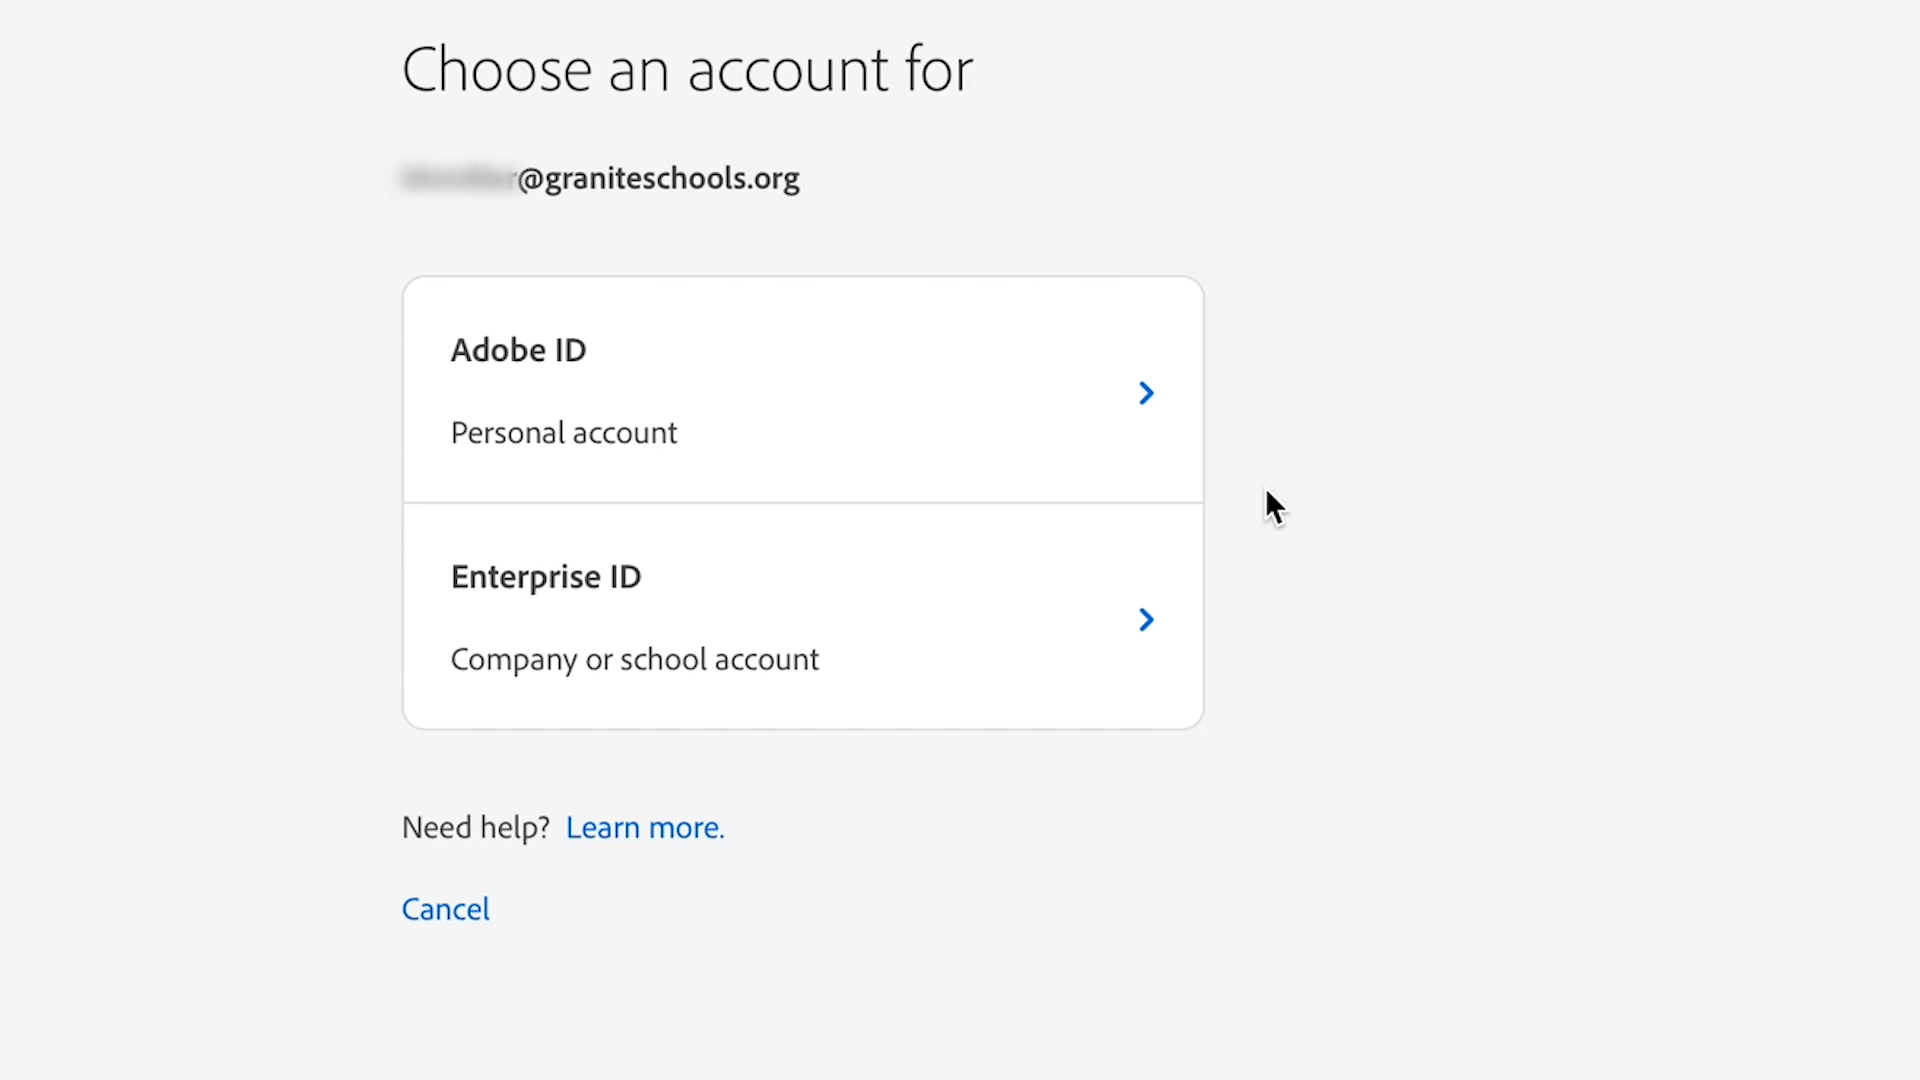 Choose an account for
@graniteschools.org
Adobe ID
Personal account
Enterprise ID
Company or school account
Need help? Learn more.
Cancel